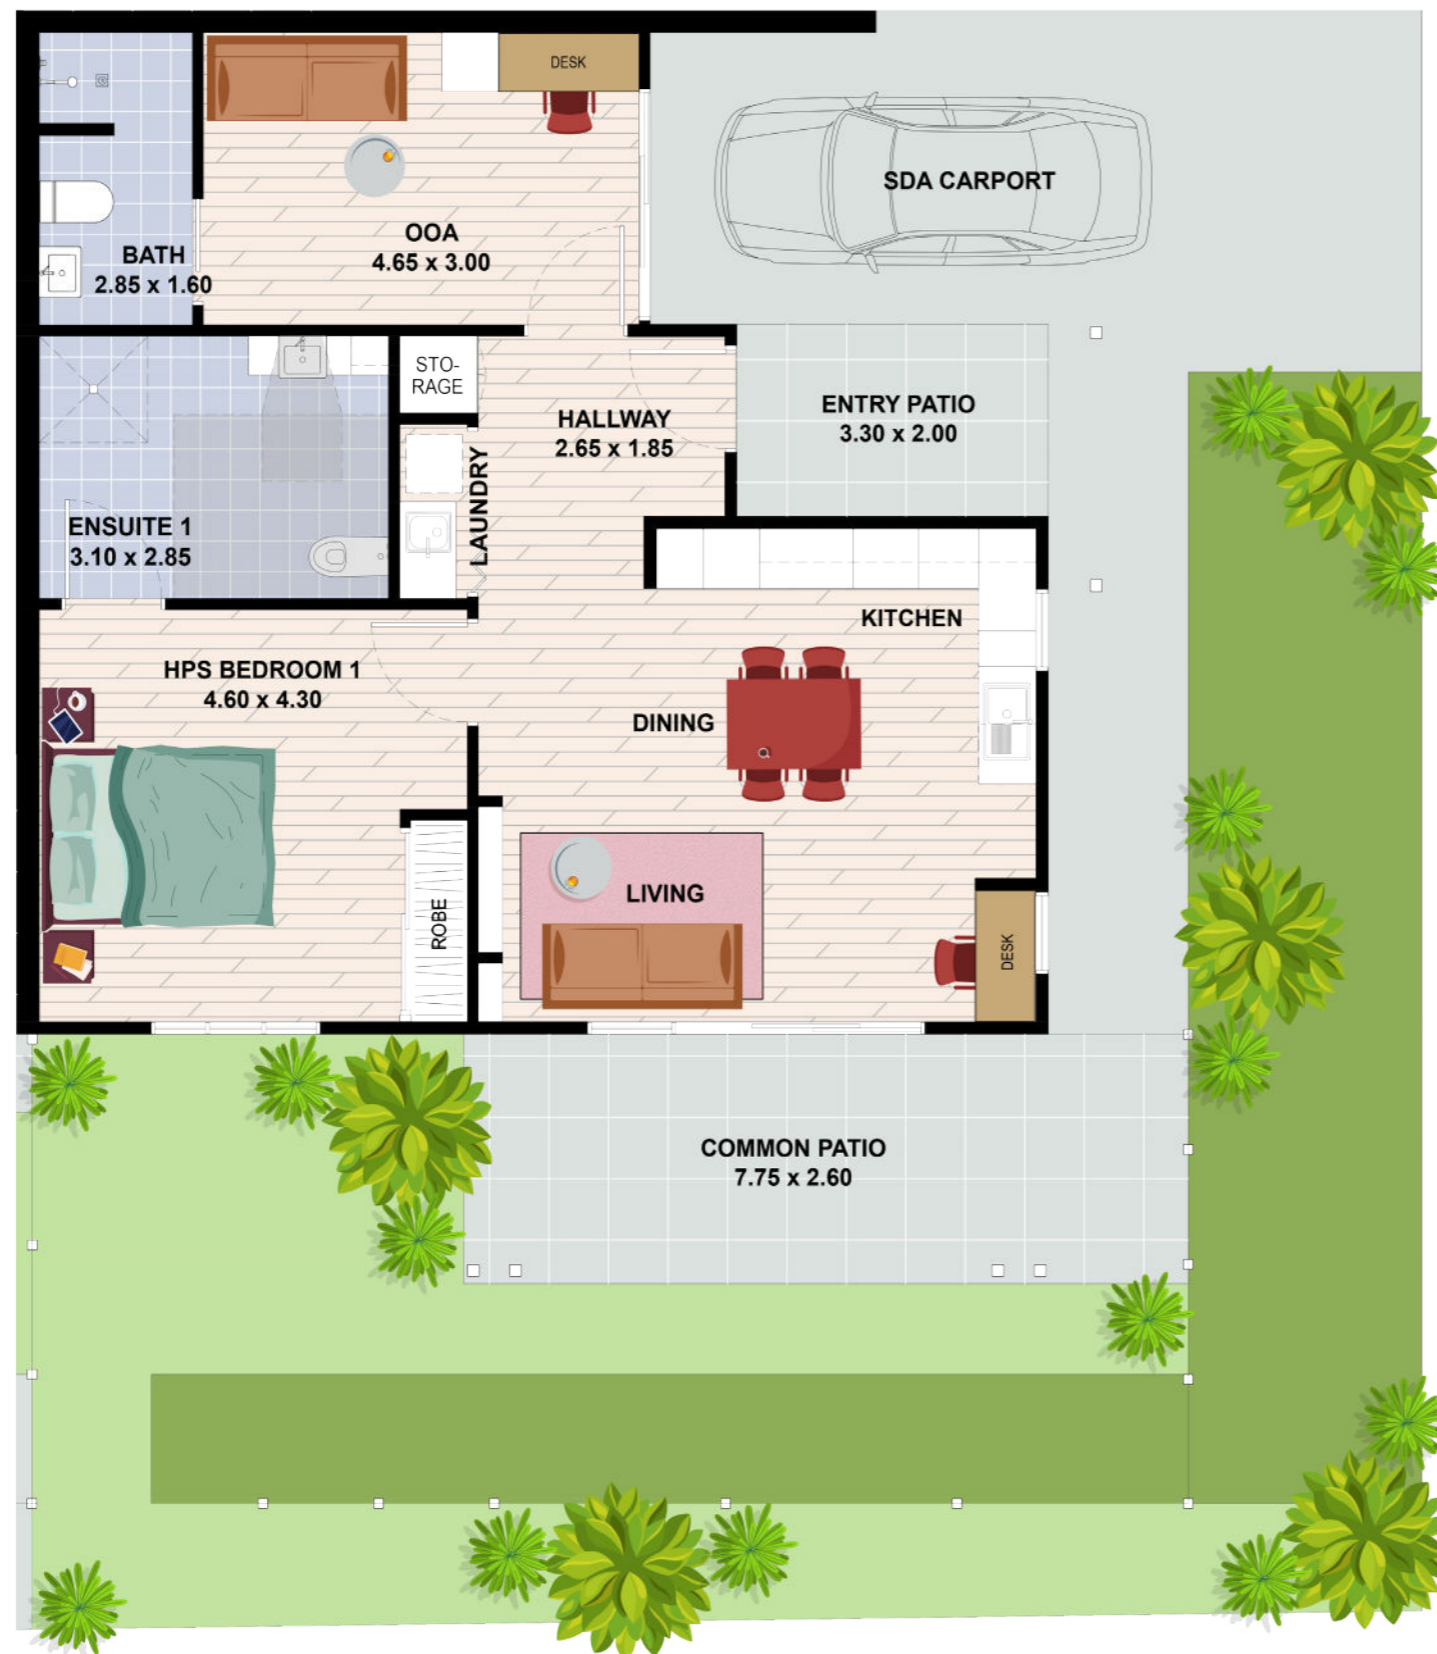 DESK
SDA CARPORT
OOA
4.65 x 3.00
BATH
2.85 x 1.60
STO-
RAGE
HALLWAY
2.65 x 1.85
ENTRY PATIO
3.30 x 2.00
LAUNDRY
ENSUITE 1
3.10 x 2.85
KITCHEN
HPS BEDROOM 1
4.60 x 4.30
DINING
LIVING
ROBE
DESK
COMMON PATIO
7.75 x 2.60